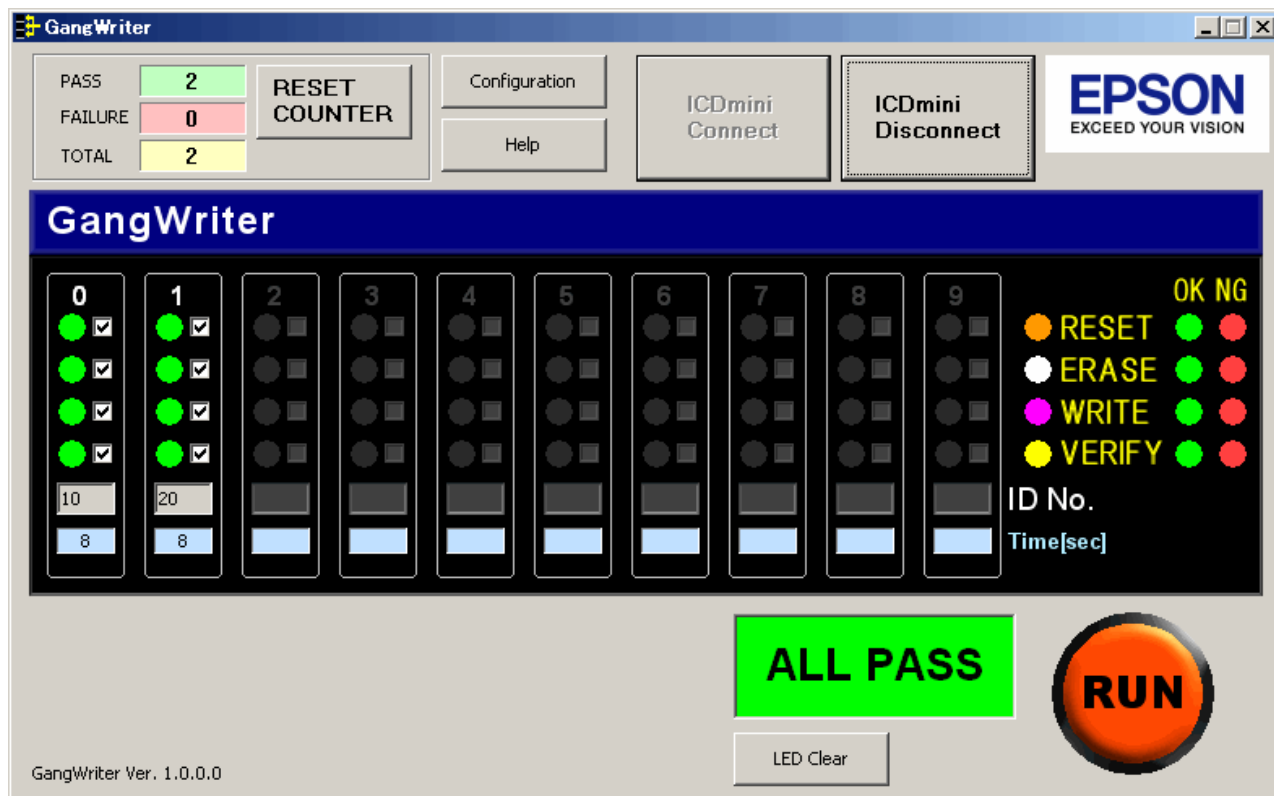 GangWriter
PASS 2
FAILURE 0
TOTAL 2
RESET
COUNTER
Configuration
Help
ICDmini
Connect
ICDmini
Disconnect
EPSON
EXCEED YOUR VISION
GangWriter
0 1 2 3 4 5 6 7 8 9
OK NG
RESET
ERASE
WRITE
VERIFY
10 20 ID No.
8 8 Time[sec]
ALL PASS
RUN
LED Clear
GangWriter Ver. 1.0.0.0